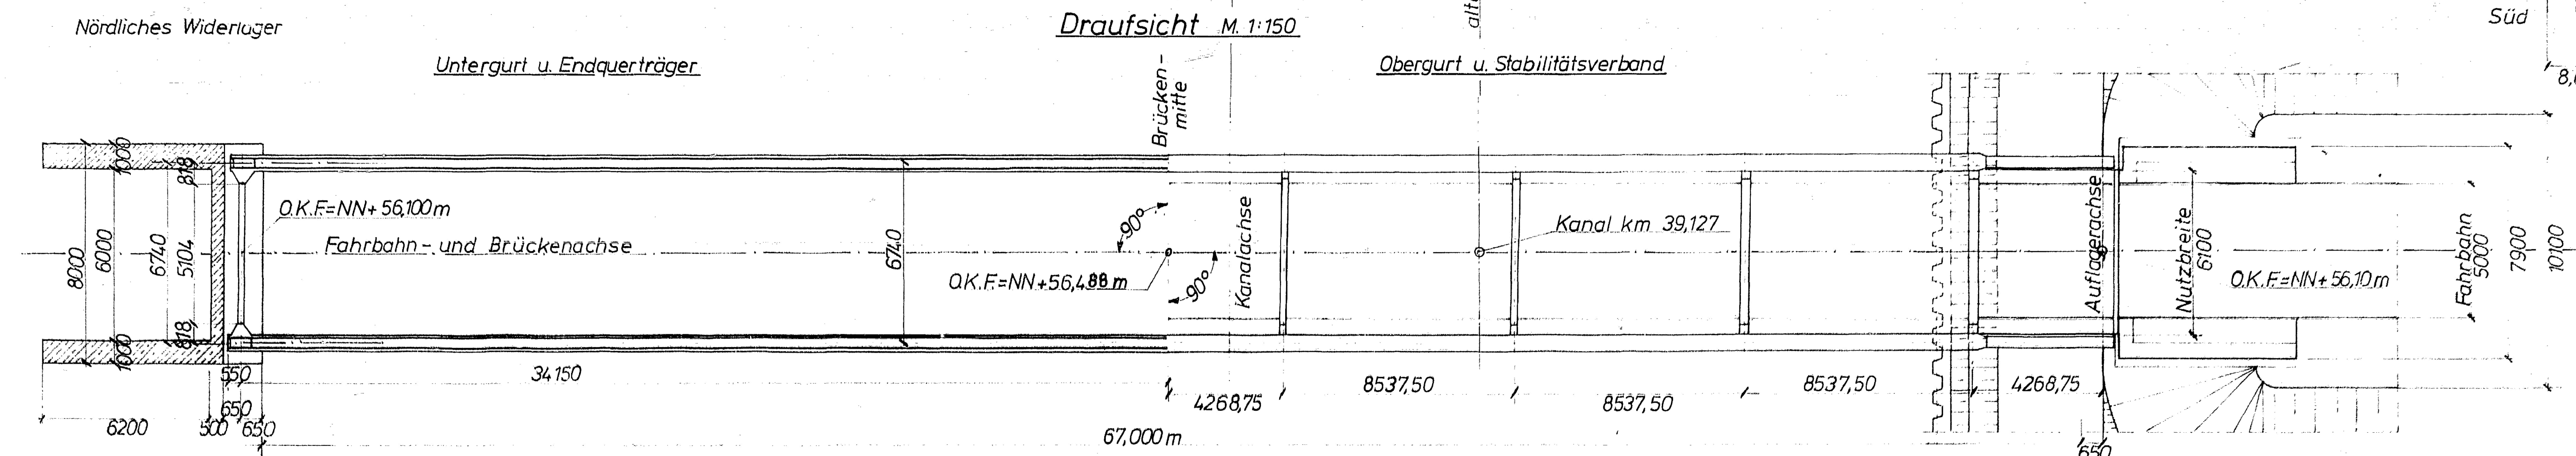 Nördliches Widerlager
Draufsicht M. 1:150
Süd
Untergurt u. Endquerträger
Obergurt u. Stabilitätsverband
Brücken-
mitte
1000
818
8000
6000
6740
5104
818
1000
O.K.F.=NN+56,100m
Fahrbahn- und Brückenachse
6740
90°
90°
O.K.F.=NN+56,488 m
Kanalachse
Kanal km 39,127
Auflagerachse
Nutzbreite
6100
O.K.F.=NN+56,10m
Fahrbahn
5000
7900
10100
550
34150
4268,75
8537,50
8537,50
8537,50
4268,75
650
6200
500
650
67,000m
650